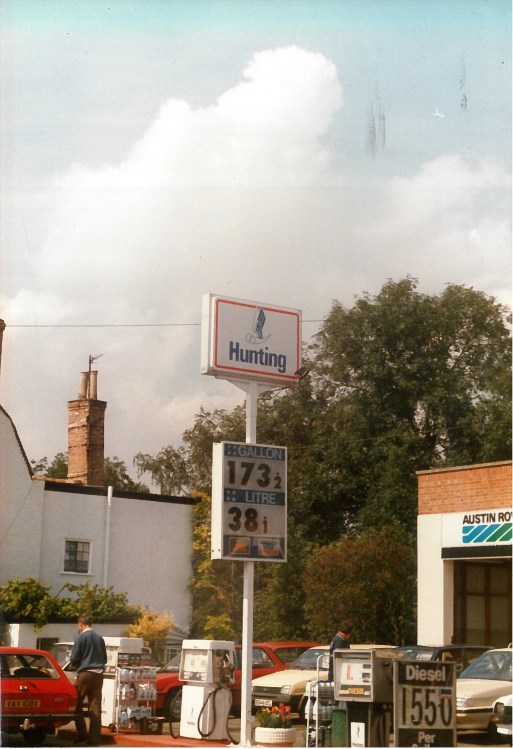 Hunting
GALLON
173½
LITRE
38.1
AUSTIN RO
Diesel
155.0
Per